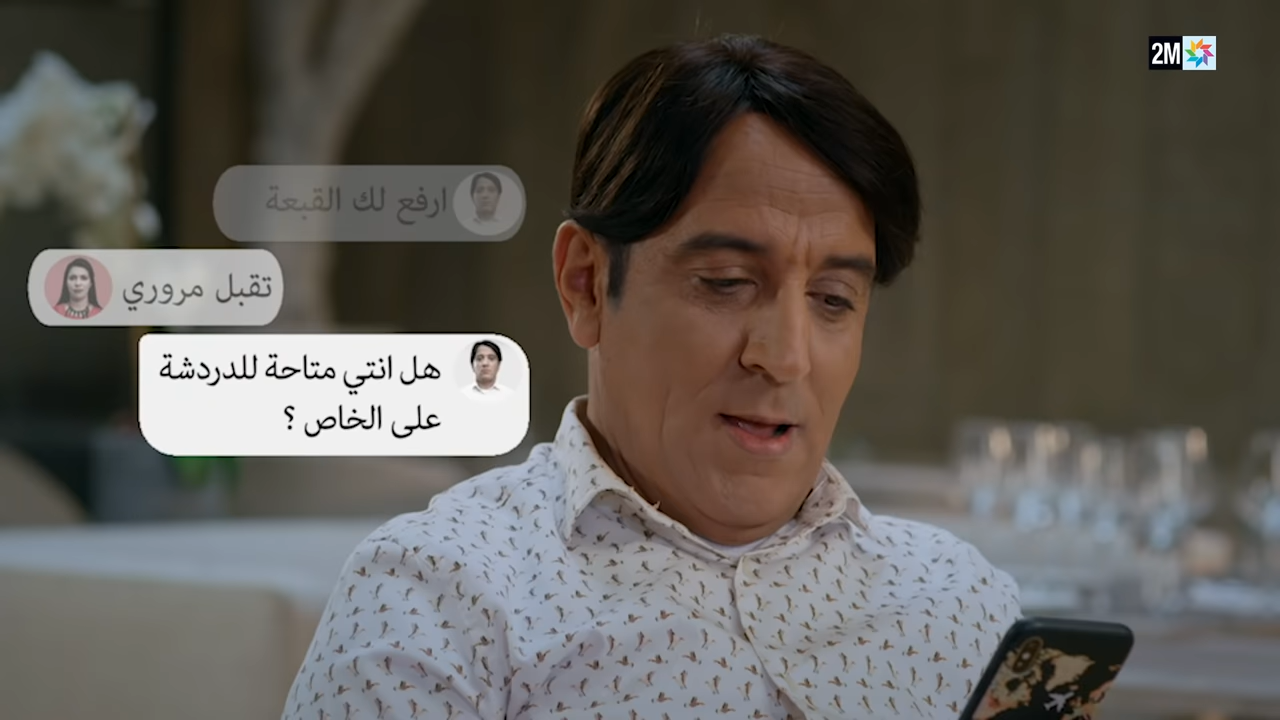 2M
ارفع لك القبعة
تقبل مروري
هل انتي متاحة للدردشة
على الخاص ؟